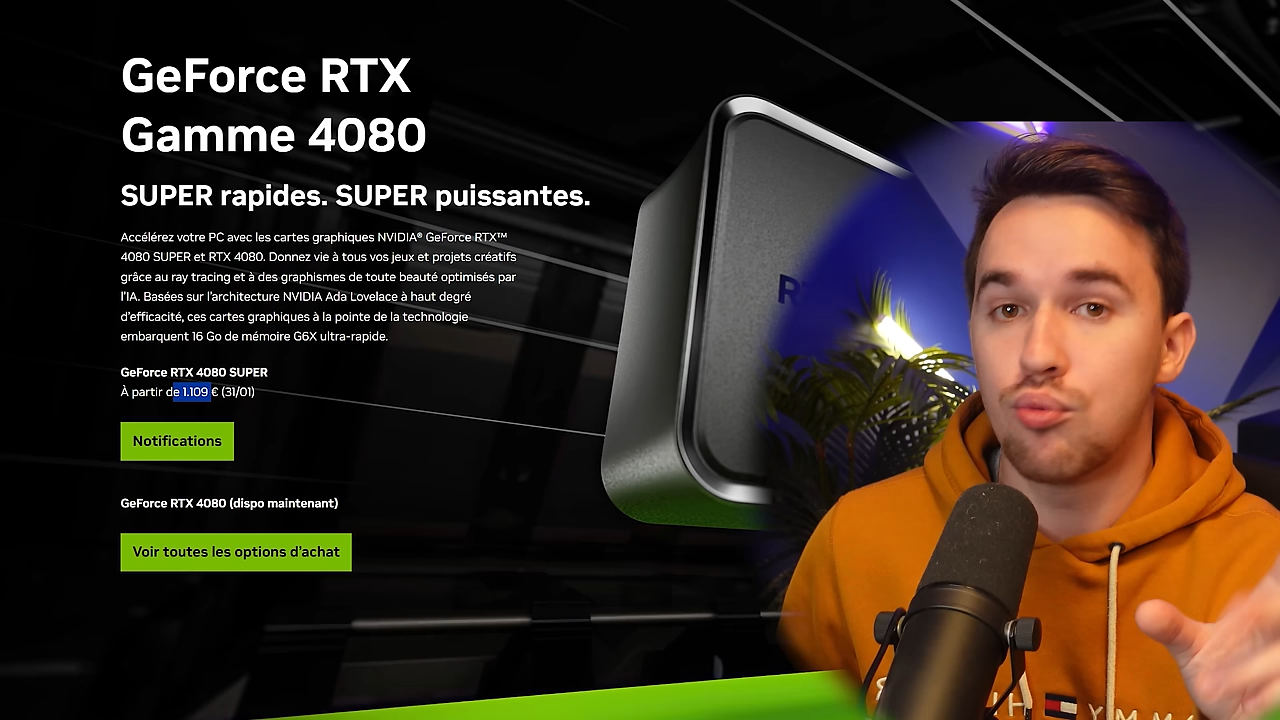 GeForce RTX
Gamme 4080
SUPER rapides. SUPER puissantes.
Accélérez votre PC avec les cartes graphiques NVIDIA® GeForce RTX™
4080 SUPER et RTX 4080. Donnez vie à tous vos jeux et projets créatifs
grâce au ray tracing et à des graphismes de toute beauté optimisés par
l'IA. Basées sur l'architecture NVIDIA Ada Lovelace à haut degré
d'efficacité, ces cartes graphiques à la pointe de la technologie
embarquent 16 Go de mémoire G6X ultra-rapide.
GeForce RTX 4080 SUPER
À partir de 1.109 € (31/01)
Notifications
GeForce RTX 4080 (dispo maintenant)
Voir toutes les options d'achat